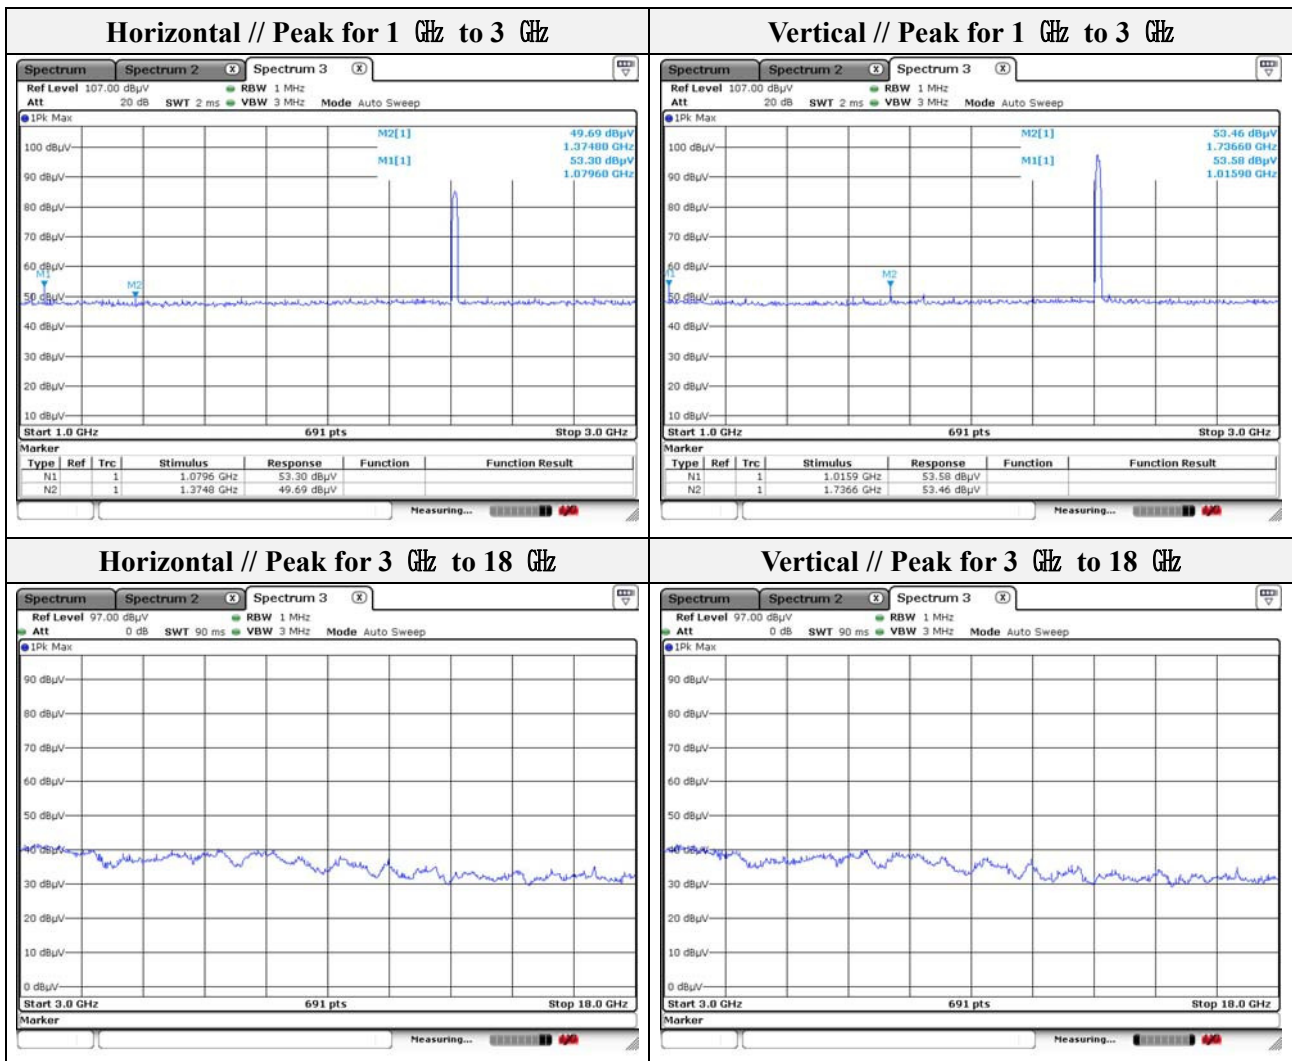 Horizontal // Peak for 1 ㎓ to 3 ㎓
Vertical // Peak for 1 ㎓ to 3 ㎓
Spectrum Spectrum 2 Spectrum 3
Ref Level 107.00 dBµV RBW 1 MHz
Att 20 dB SWT 2 ms VBW 3 MHz Mode Auto Sweep
1Pk Max
M2[1] 49.69 dBµV
1.37480 GHz
M1[1] 53.30 dBµV
1.07960 GHz
100 dBµV
90 dBµV
80 dBµV
70 dBµV
60 dBµV
M1
M2
50 dBµV
40 dBµV
30 dBµV
20 dBµV
10 dBµV
Start 1.0 GHz 691 pts Stop 3.0 GHz
Marker
Type Ref Trc Stimulus Response Function Function Result
N1 1 1.0796 GHz 53.30 dBµV
N2 1 1.3748 GHz 49.69 dBµV
Measuring...
Spectrum Spectrum 2 Spectrum 3
Ref Level 107.00 dBµV RBW 1 MHz
Att 20 dB SWT 2 ms VBW 3 MHz Mode Auto Sweep
1Pk Max
M2[1] 53.46 dBµV
1.73660 GHz
M1[1] 53.58 dBµV
1.01590 GHz
100 dBµV
90 dBµV
80 dBµV
70 dBµV
60 dBµV
M2
50 dBµV
40 dBµV
30 dBµV
20 dBµV
10 dBµV
Start 1.0 GHz 691 pts Stop 3.0 GHz
Marker
Type Ref Trc Stimulus Response Function Function Result
N1 1 1.0159 GHz 53.58 dBµV
N2 1 1.7366 GHz 53.46 dBµV
Measuring...
Horizontal // Peak for 3 ㎓ to 18 ㎓
Vertical // Peak for 3 ㎓ to 18 ㎓
Spectrum Spectrum 2 Spectrum 3
Ref Level 97.00 dBµV RBW 1 MHz
Att 0 dB SWT 90 ms VBW 3 MHz Mode Auto Sweep
1Pk Max
90 dBµV
80 dBµV
70 dBµV
60 dBµV
50 dBµV
40 dBµV
30 dBµV
20 dBµV
10 dBµV
0 dBµV
Start 3.0 GHz 691 pts Stop 18.0 GHz
Marker
Measuring...
Spectrum Spectrum 2 Spectrum 3
Ref Level 97.00 dBµV RBW 1 MHz
Att 0 dB SWT 90 ms VBW 3 MHz Mode Auto Sweep
1Pk Max
90 dBµV
80 dBµV
70 dBµV
60 dBµV
50 dBµV
40 dBµV
30 dBµV
20 dBµV
10 dBµV
0 dBµV
Start 3.0 GHz 691 pts Stop 18.0 GHz
Marker
Measuring...